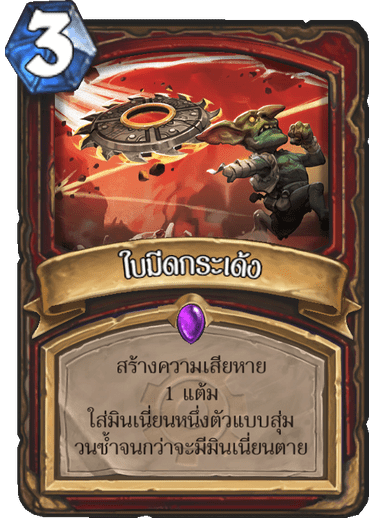 3
ใบมีดกระเด้ง
สร้างความเสียหาย
1 แต้ม
ใส่มินเนี่ยนหนึ่งตัวแบบสุ่ม
วนซ้ำจนกว่าจะมีมินเนี่ยนตาย